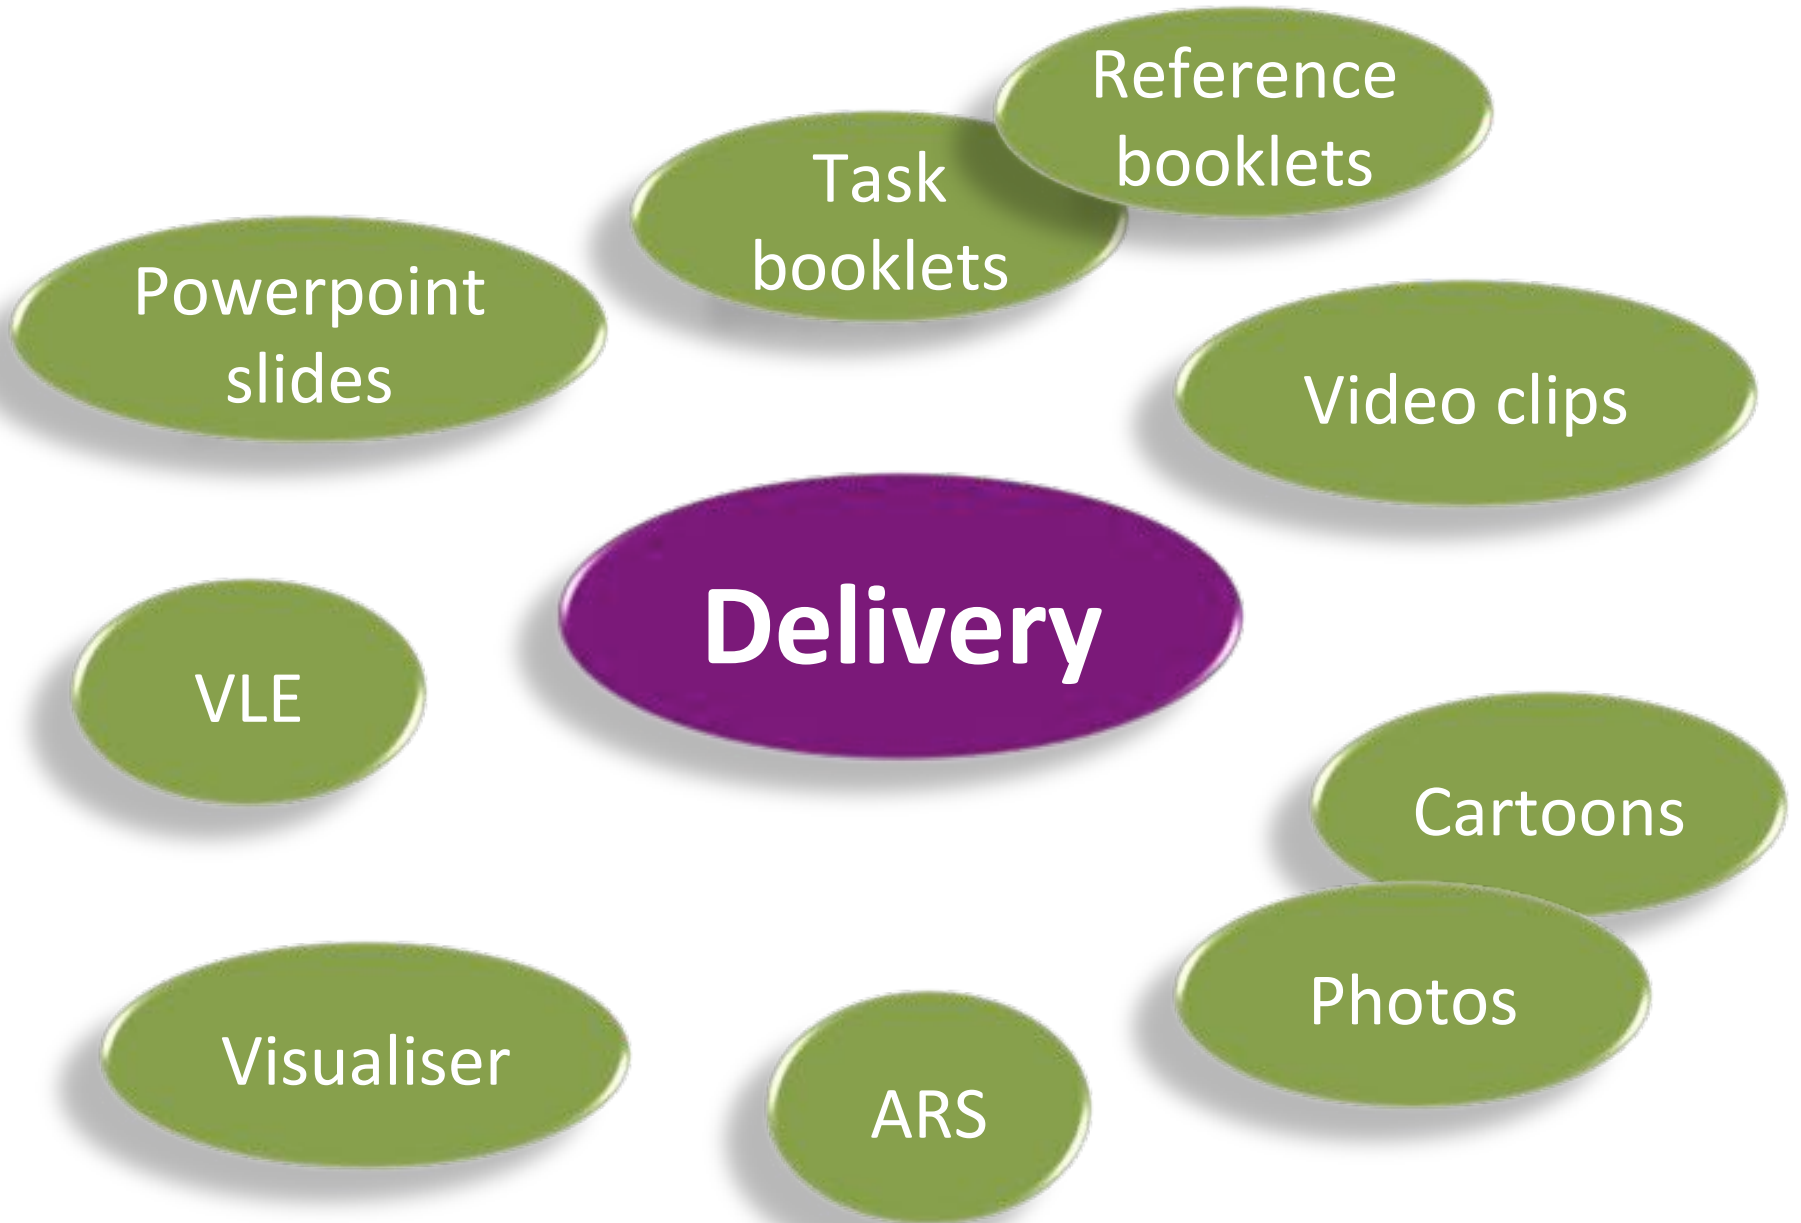 Reference
booklets
Task
booklets
Powerpoint
slides
Video clips
Delivery
VLE
Cartoons
Photos
Visualiser
ARS